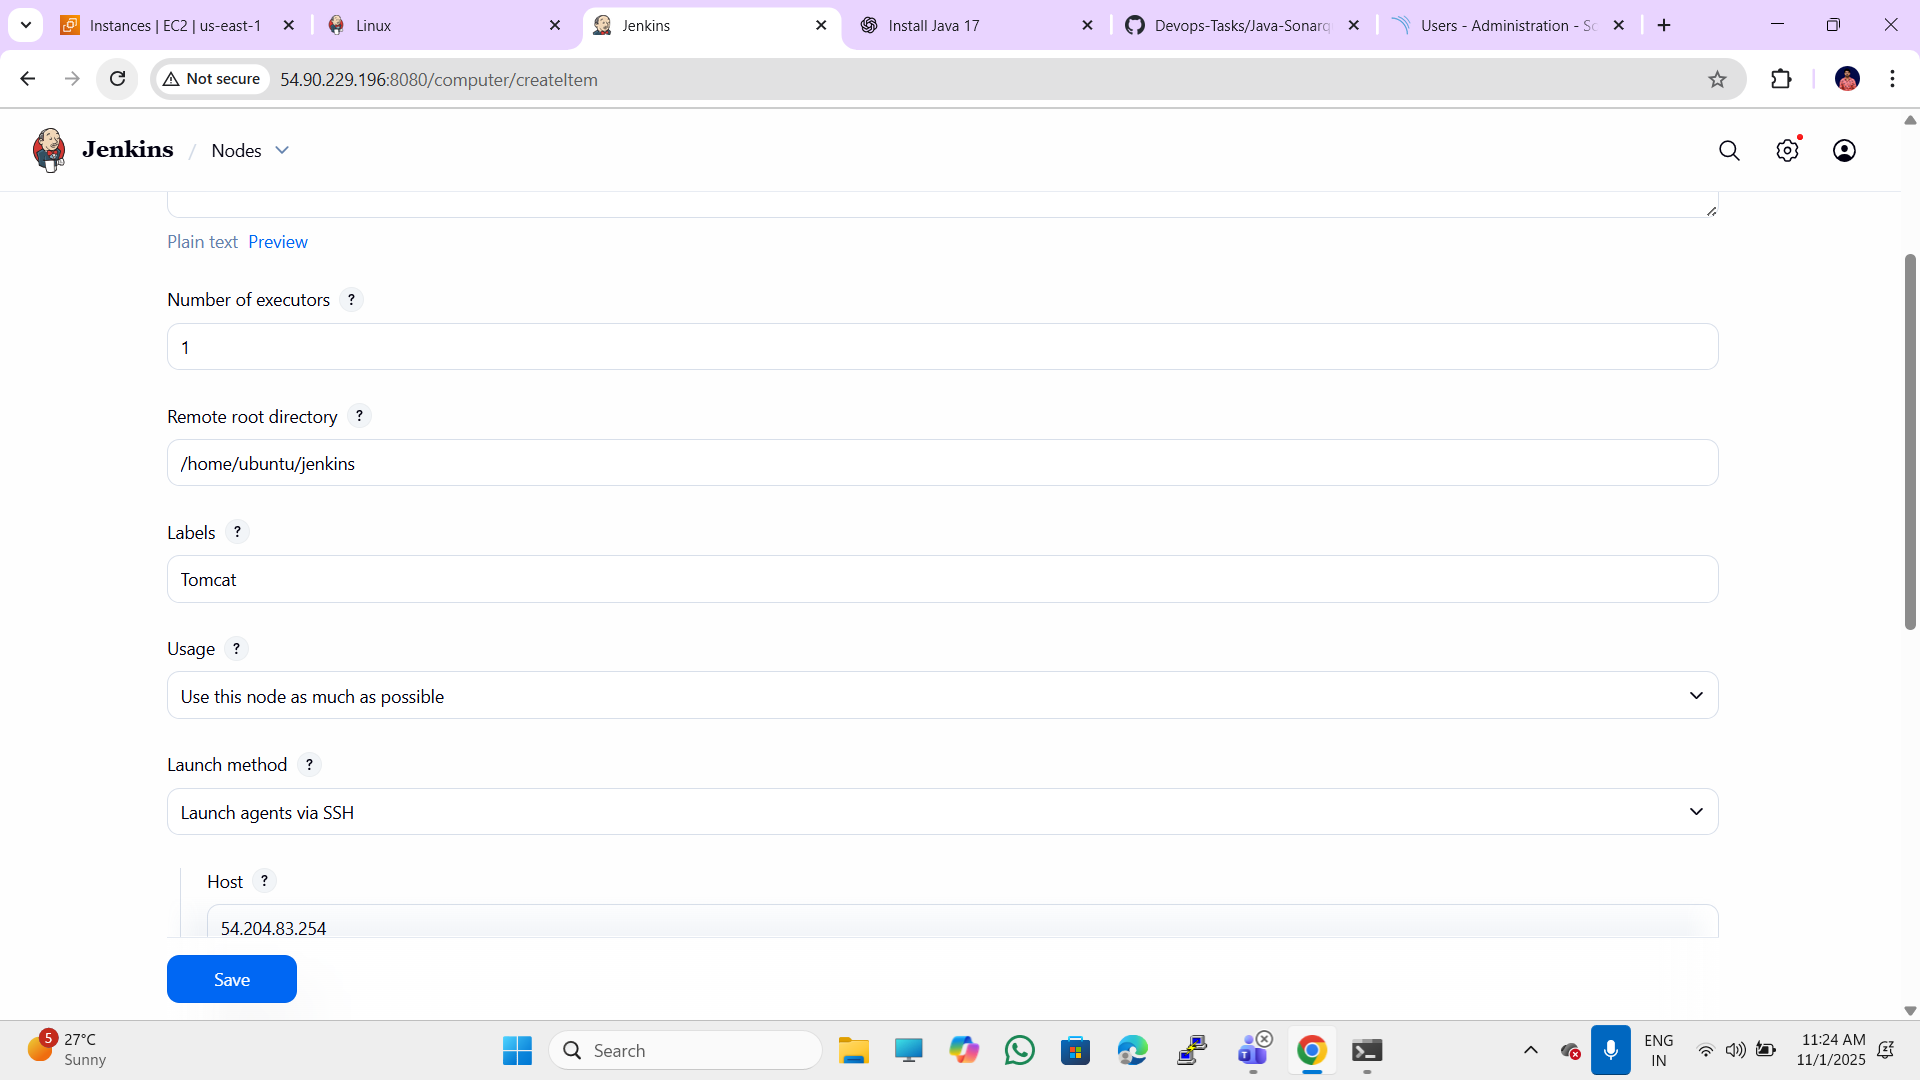 Instances | EC2 | us-east-1
Linux
Jenkins
Install Java 17
Devops-Tasks/Java-Sonarq
Users - Administration - So
Not secure
54.90.229.196:8080/computer/createItem
Jenkins / Nodes
Plain text Preview
Number of executors ?
1
Remote root directory ?
/home/ubuntu/jenkins
Labels ?
Tomcat
Usage ?
Use this node as much as possible
Launch method ?
Launch agents via SSH
Host ?
54.204.83.254
Save
5
27°C
Sunny
Search
ENG
IN
11:24 AM
11/1/2025